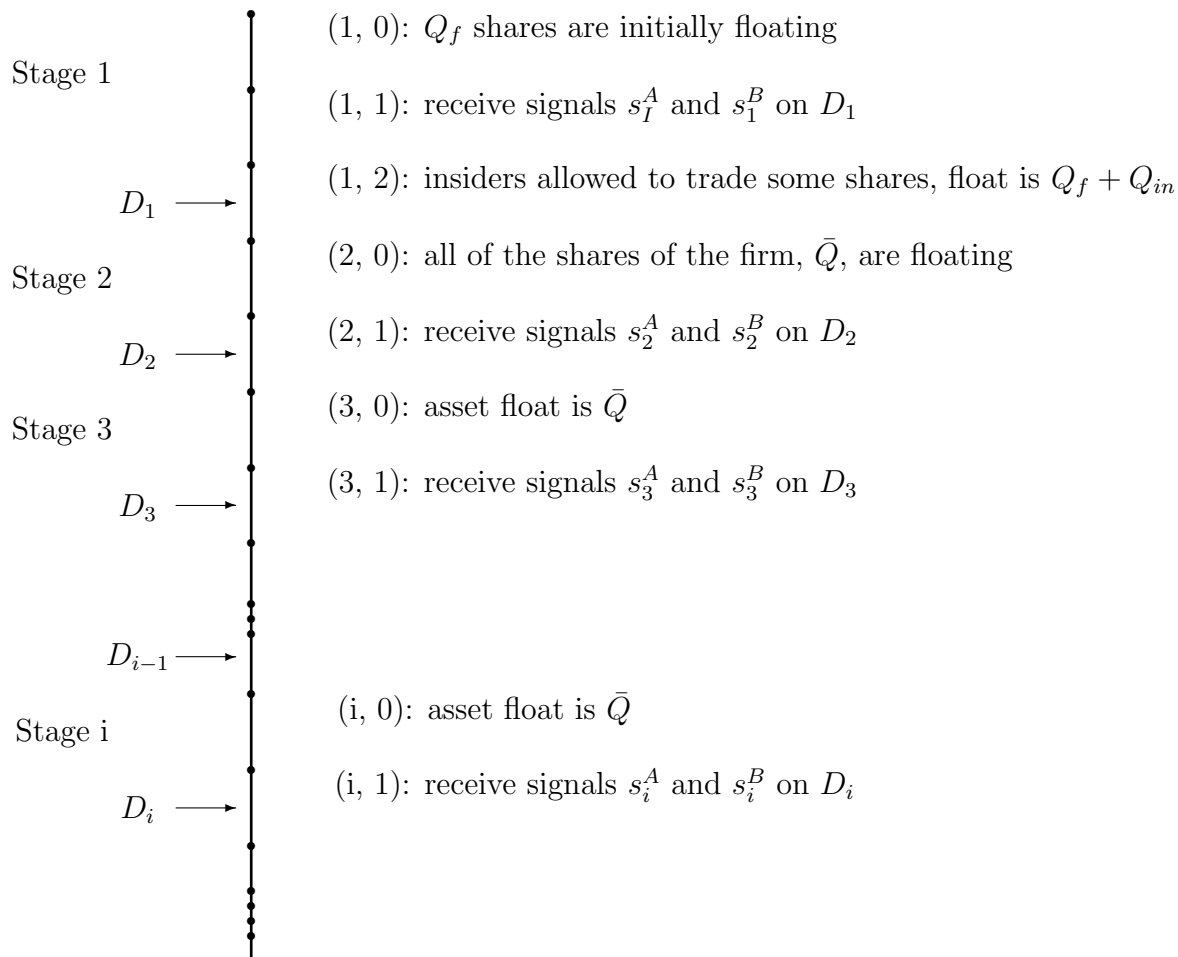 (1, 0): Q_f shares are initially floating
Stage 1
(1, 1): receive signals s_I^A and s_1^B on D_1
(1, 2): insiders allowed to trade some shares, float is Q_f + Q_{in}
D_1
(2, 0): all of the shares of the firm, Q̄, are floating
Stage 2
(2, 1): receive signals s_2^A and s_2^B on D_2
D_2
(3, 0): asset float is Q̄
Stage 3
(3, 1): receive signals s_3^A and s_3^B on D_3
D_3
D_{i−1}
(i, 0): asset float is Q̄
Stage i
(i, 1): receive signals s_i^A and s_i^B on D_i
D_i